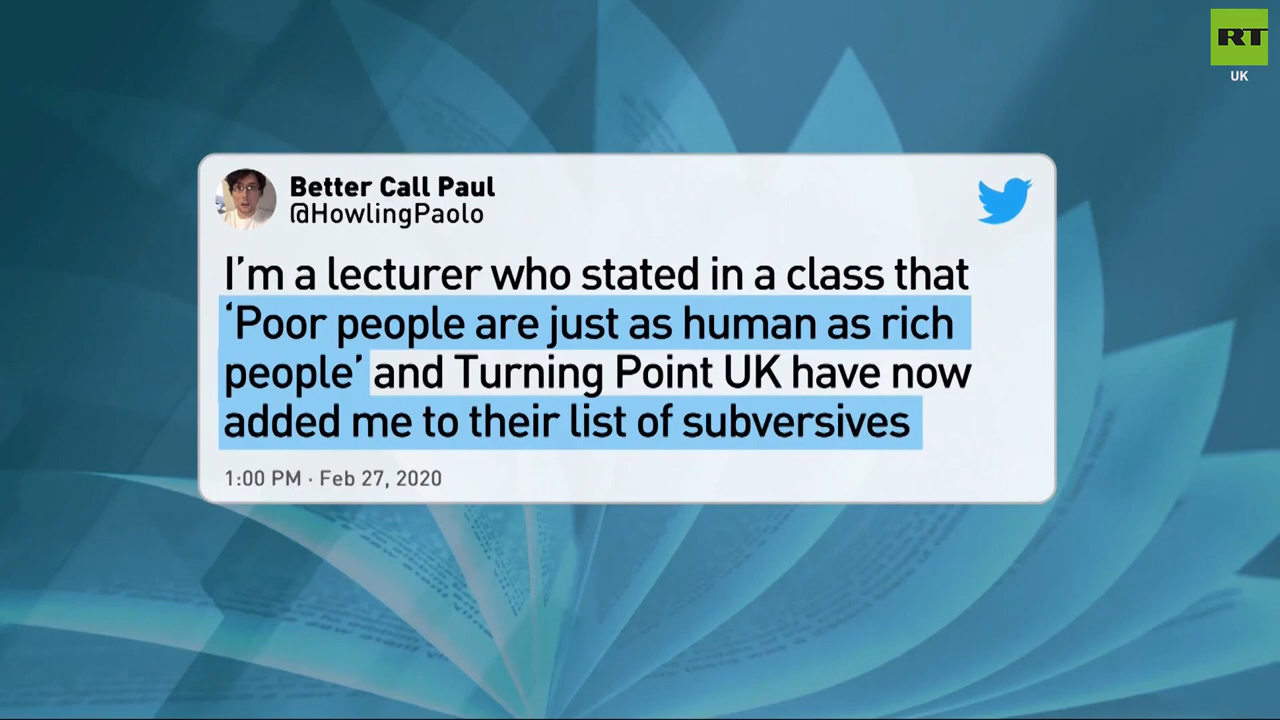 RT
UK
Better Call Paul
@HowlingPaolo
I’m a lecturer who stated in a class that
‘Poor people are just as human as rich
people’ and Turning Point UK have now
added me to their list of subversives
1:00 PM · Feb 27, 2020